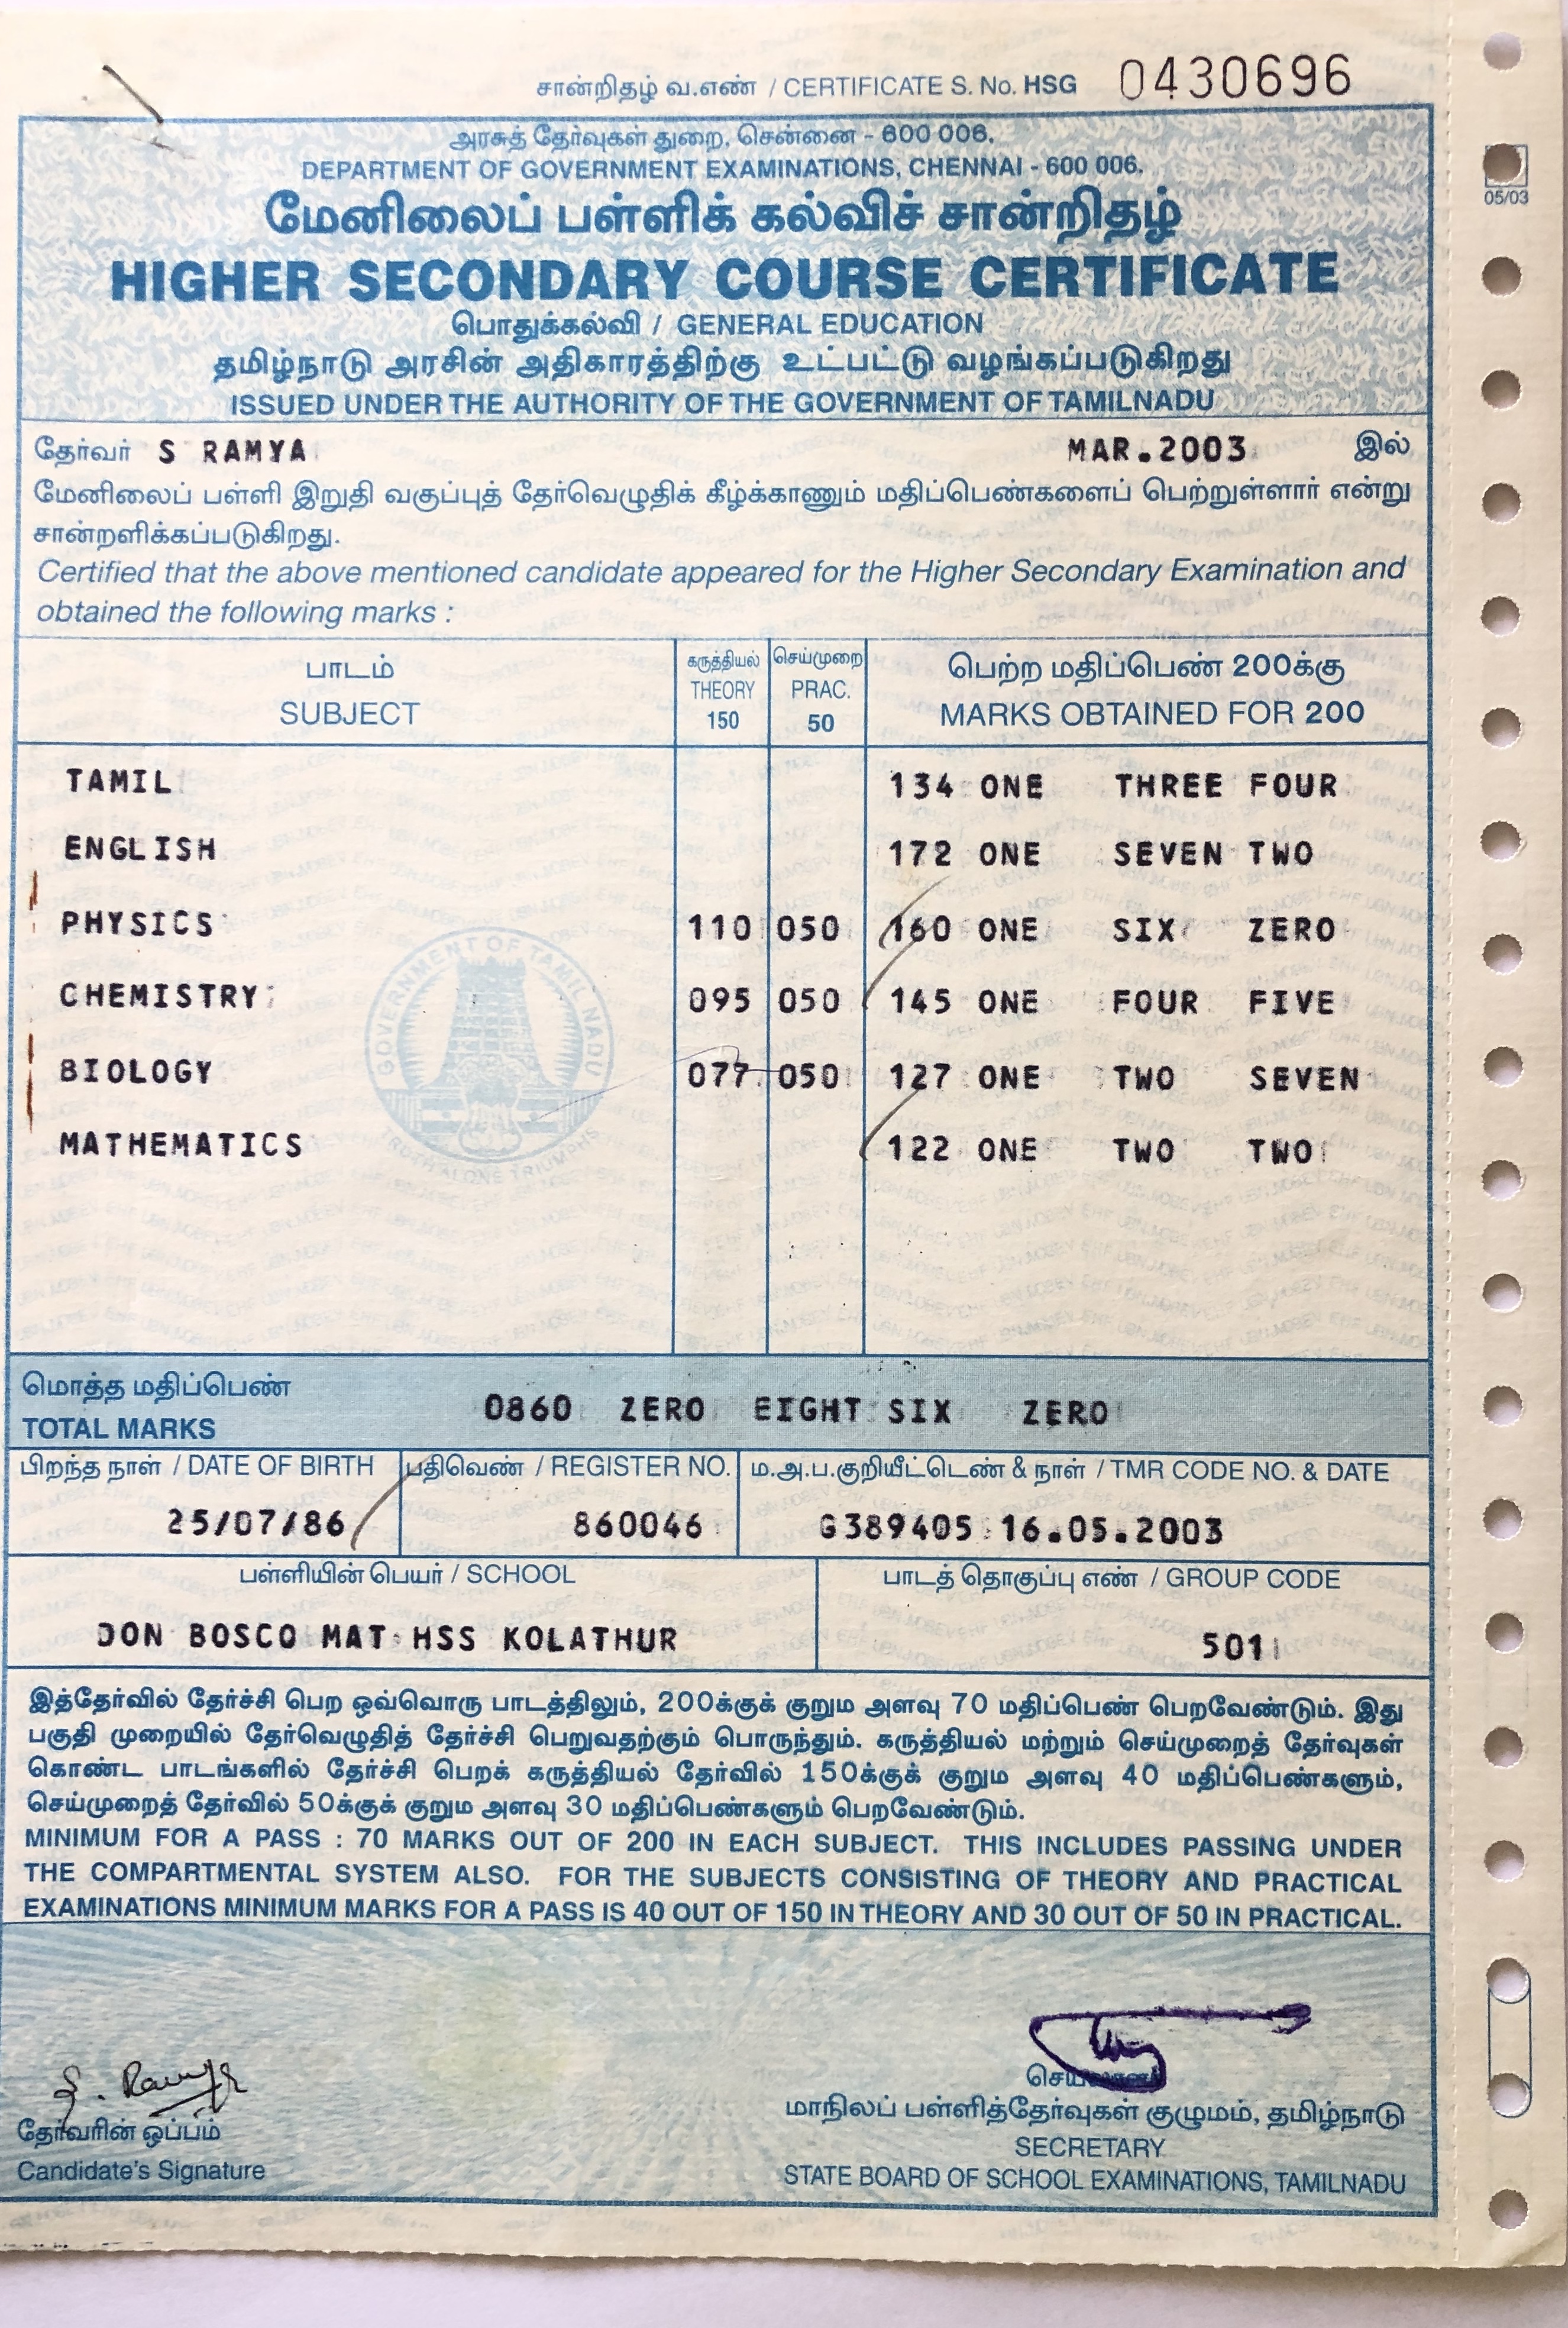 சான்றிதழ் வ.எண் / CERTIFICATE S. No. HSG 0430696
அரசுத் தேர்வுகள் துறை, சென்னை - 600 006.
DEPARTMENT OF GOVERNMENT EXAMINATIONS, CHENNAI - 600 006.
05/03
மேனிலைப் பள்ளிக் கல்விச் சான்றிதழ்
HIGHER SECONDARY COURSE CERTIFICATE
பொதுக்கல்வி / GENERAL EDUCATION
தமிழ்நாடு அரசின் அதிகாரத்திற்கு உட்பட்டு வழங்கப்படுகிறது
ISSUED UNDER THE AUTHORITY OF THE GOVERNMENT OF TAMILNADU
தேர்வர் S RAMYA MAR.2003 இல்
மேனிலைப் பள்ளி இறுதி வகுப்புத் தேர்வெழுதிக் கீழ்க்காணும் மதிப்பெண்களைப் பெற்றுள்ளார் என்று
சான்றளிக்கப்படுகிறது.
Certified that the above mentioned candidate appeared for the Higher Secondary Examination and
obtained the following marks :
பாடம் கருத்தியல் செய்முறை பெற்ற மதிப்பெண் 200க்கு
SUBJECT THEORY PRAC. MARKS OBTAINED FOR 200
150 50
TAMIL 134 ONE THREE FOUR
ENGLISH 172 ONE SEVEN TWO
PHYSICS 110 050 160 ONE SIX ZERO
CHEMISTRY 095 050 145 ONE FOUR FIVE
BIOLOGY 077 050 127 ONE TWO SEVEN
MATHEMATICS 122 ONE TWO TWO
GOVERNMENT OF TAMIL NADU
TRUTH ALONE TRIUMPHS
மொத்த மதிப்பெண்
TOTAL MARKS 0860 ZERO EIGHT SIX ZERO
பிறந்த நாள் / DATE OF BIRTH பதிவெண் / REGISTER NO. ம.அ.ப.குறியீட்டெண் & நாள் / TMR CODE NO. & DATE
25/07/86 860046 G389405 16.05.2003
பள்ளியின் பெயர் / SCHOOL பாடத் தொகுப்பு எண் / GROUP CODE
DON BOSCO MAT HSS KOLATHUR 501
இத்தேர்வில் தேர்ச்சி பெற ஒவ்வொரு பாடத்திலும், 200க்குக் குறும அளவு 70 மதிப்பெண் பெறவேண்டும். இது
பகுதி முறையில் தேர்வெழுதித் தேர்ச்சி பெறுவதற்கும் பொருந்தும். கருத்தியல் மற்றும் செய்முறைத் தேர்வுகள்
கொண்ட பாடங்களில் தேர்ச்சி பெறக் கருத்தியல் தேர்வில் 150க்குக் குறும அளவு 40 மதிப்பெண்களும்,
செய்முறைத் தேர்வில் 50க்குக் குறும அளவு 30 மதிப்பெண்களும் பெறவேண்டும்.
MINIMUM FOR A PASS : 70 MARKS OUT OF 200 IN EACH SUBJECT. THIS INCLUDES PASSING UNDER
THE COMPARTMENTAL SYSTEM ALSO. FOR THE SUBJECTS CONSISTING OF THEORY AND PRACTICAL
EXAMINATIONS MINIMUM MARKS FOR A PASS IS 40 OUT OF 150 IN THEORY AND 30 OUT OF 50 IN PRACTICAL.
S. Ramya
தேர்வரின் ஒப்பம்
Candidate's Signature
செயலாளர்
மாநிலப் பள்ளித்தேர்வுகள் குழுமம், தமிழ்நாடு
SECRETARY
STATE BOARD OF SCHOOL EXAMINATIONS, TAMILNADU